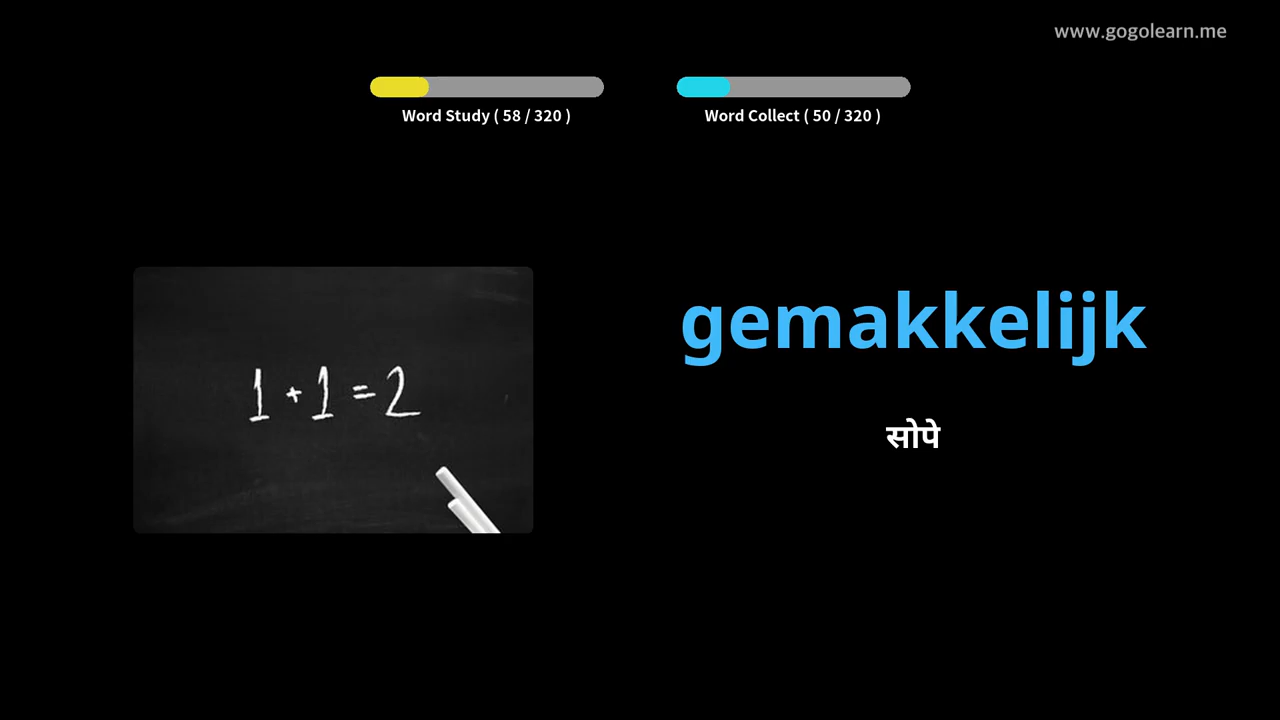 www.gogolearn.me
Word Study ( 58 / 320 )
Word Collect ( 50 / 320 )
1 + 1 = 2
gemakkelijk
सोपे